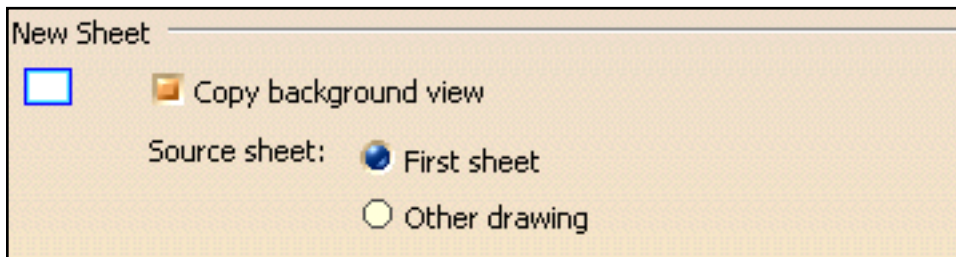 New Sheet
Copy background view
Source sheet:
First sheet
Other drawing